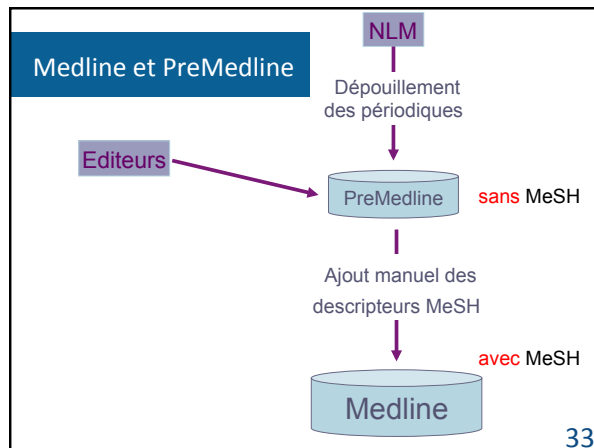 NLM
Medline et PreMedline
Dépouillement
des périodiques
Editeurs
PreMedline
sans MeSH
Ajout manuel des
descripteurs MeSH
avec MeSH
Medline
33